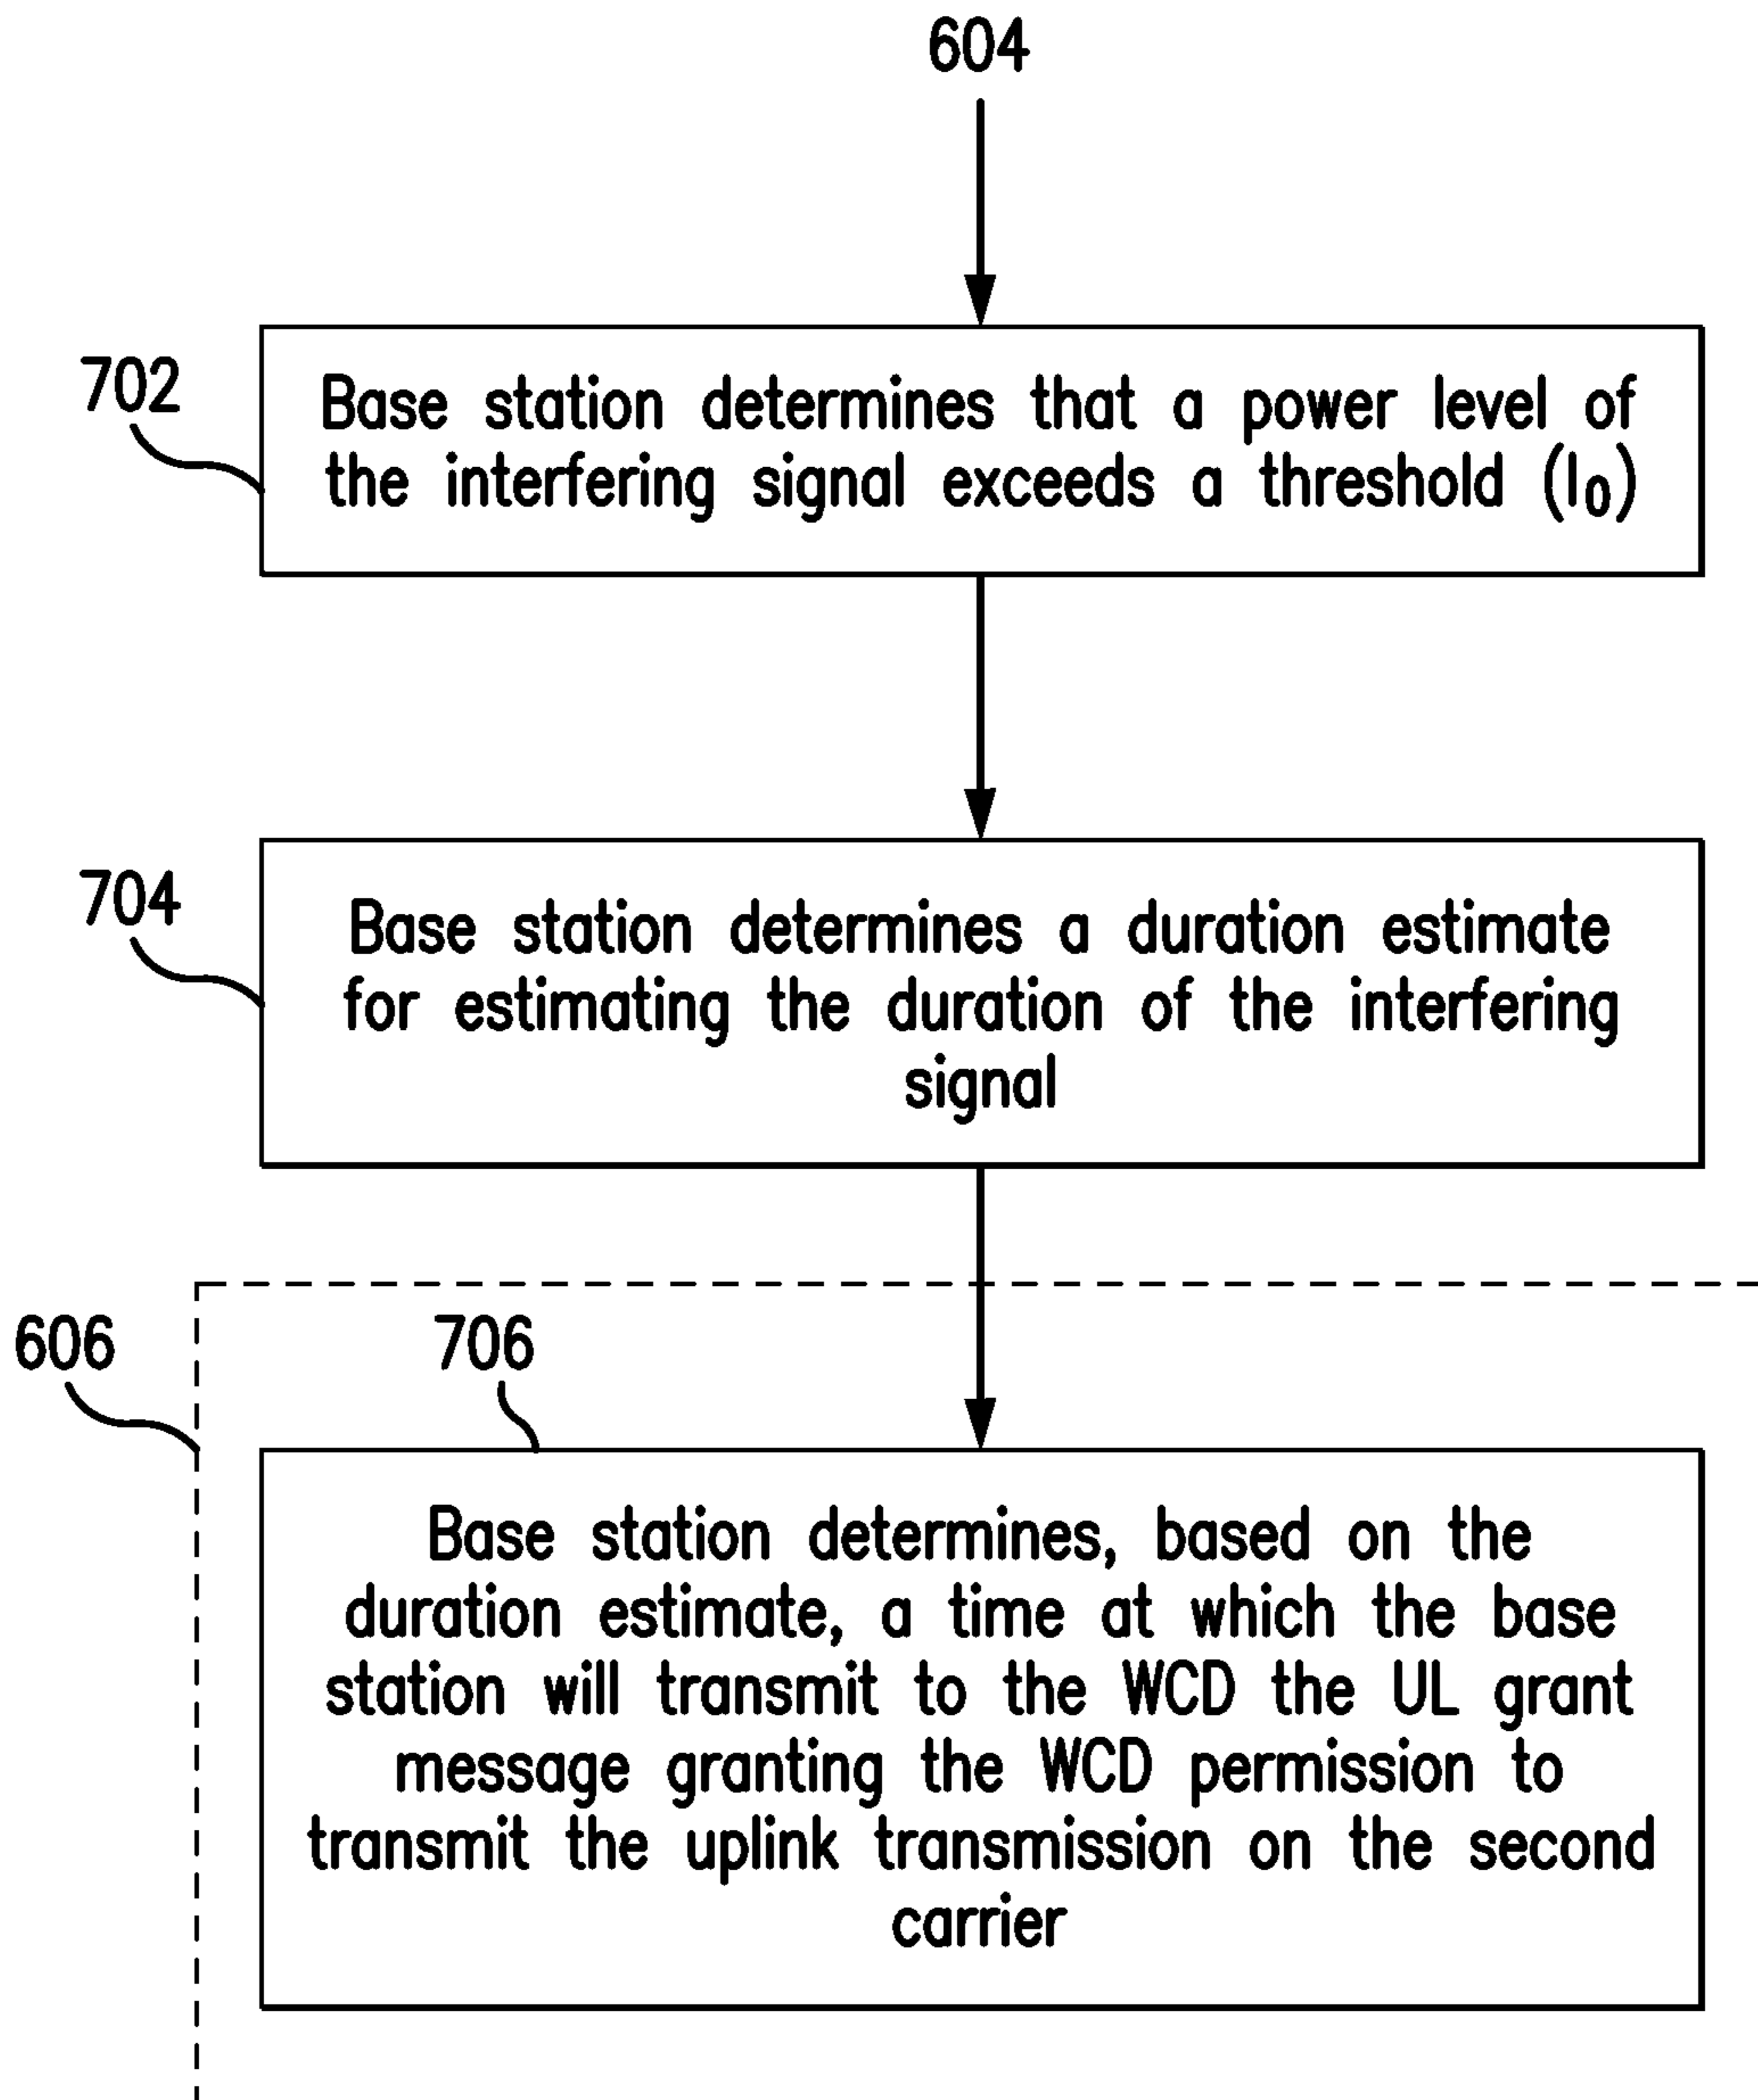 604
702
Base station determines that a power level of
the interfering signal exceeds a threshold (I₀)
704
Base station determines a duration estimate
for estimating the duration of the interfering
signal
606
706
Base station determines, based on the
duration estimate, a time at which the base
station will transmit to the WCD the UL grant
message granting the WCD permission to
transmit the uplink transmission on the second
carrier